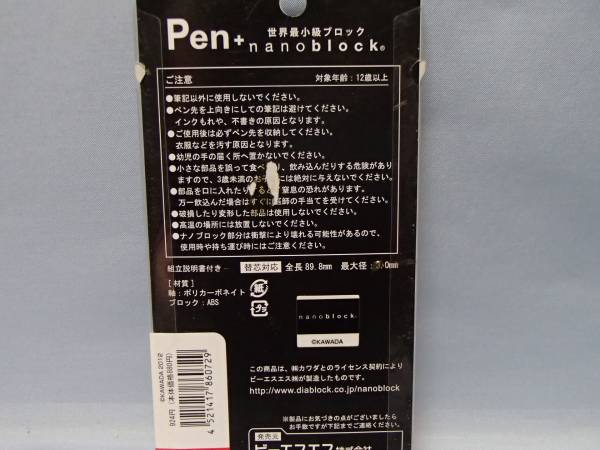 Pen+
世界最小級ブロック
nanoblock®
ご注意
対象年齢：12歳以上
●筆記以外に使用しないでください。
●ペン先を上向きにしての筆記は避けてください。
インクもれや、不書きの原因となります。
●ご使用後は必ずペン先を収納してください。
衣服などを汚す原因となります。
●幼児の手の届く所へ置かないでください。
●小さな部品を誤って食べ
り、飲み込んだりする危険があり
ますので、3歳未満の
には絶対に与えないでください。
●部品を口に入れたり
と、窒息の恐れがあります。
万一飲込んだ場合はすぐに医師の手当てを受けてください。
●破損したり変形した部品は使用しないでください。
●高温の場所には放置しないでください。
●ナノブロック部分は衝撃により壊れる可能性があるので、
使用時や持ち運び時にはご注意ください。
組立説明書付き
替芯対応 全長89.8mm 最大径：
0mm
[材質]
軸：ポリカーボネイト
ブロック：ABS
紙
プラ
nanoblock®
©KAWADA
この商品は、㈱カワダとのライセンス契約により
ビーエスエス㈱が製造したものです。
http://www.diablock.co.jp/nanoblock
※製品にお気づきの点がございましたら
お手数ですが下記までご連絡ください。
発売元
ビーエスエス株式会社
©KAWADA 2012
924円（本体価格880円）
4 521417 860729